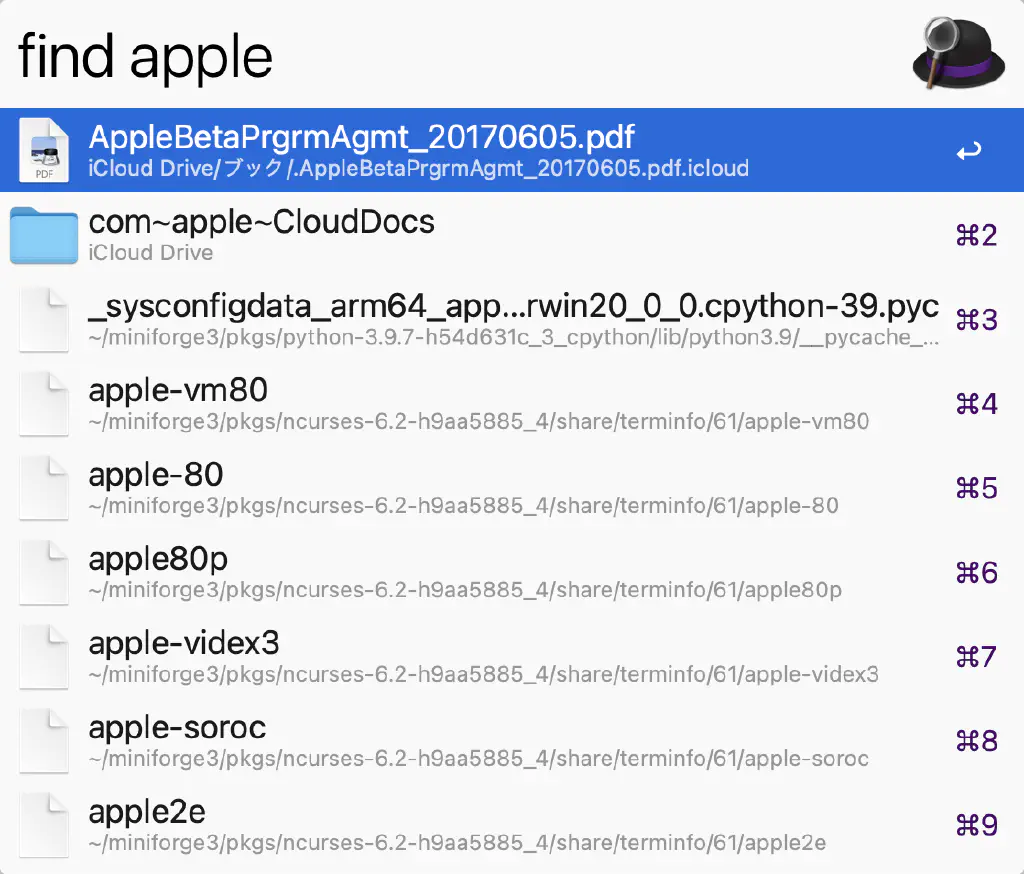 find apple
AppleBetaPrgrmAgmt_20170605.pdf
iCloud Drive/ブック/.AppleBetaPrgrmAgmt_20170605.pdf.icloud
PDF
com~apple~CloudDocs
iCloud Drive
⌘2
_sysconfigdata_arm64_app...rwin20_0_0.cpython-39.pyc
~/miniforge3/pkgs/python-3.9.7-h54d631c_3_cpython/lib/python3.9/__pycache_...
⌘3
apple-vm80
~/miniforge3/pkgs/ncurses-6.2-h9aa5885_4/share/terminfo/61/apple-vm80
⌘4
apple-80
~/miniforge3/pkgs/ncurses-6.2-h9aa5885_4/share/terminfo/61/apple-80
⌘5
apple80p
~/miniforge3/pkgs/ncurses-6.2-h9aa5885_4/share/terminfo/61/apple80p
⌘6
apple-videx3
~/miniforge3/pkgs/ncurses-6.2-h9aa5885_4/share/terminfo/61/apple-videx3
⌘7
apple-soroc
~/miniforge3/pkgs/ncurses-6.2-h9aa5885_4/share/terminfo/61/apple-soroc
⌘8
apple2e
~/miniforge3/pkgs/ncurses-6.2-h9aa5885_4/share/terminfo/61/apple2e
⌘9